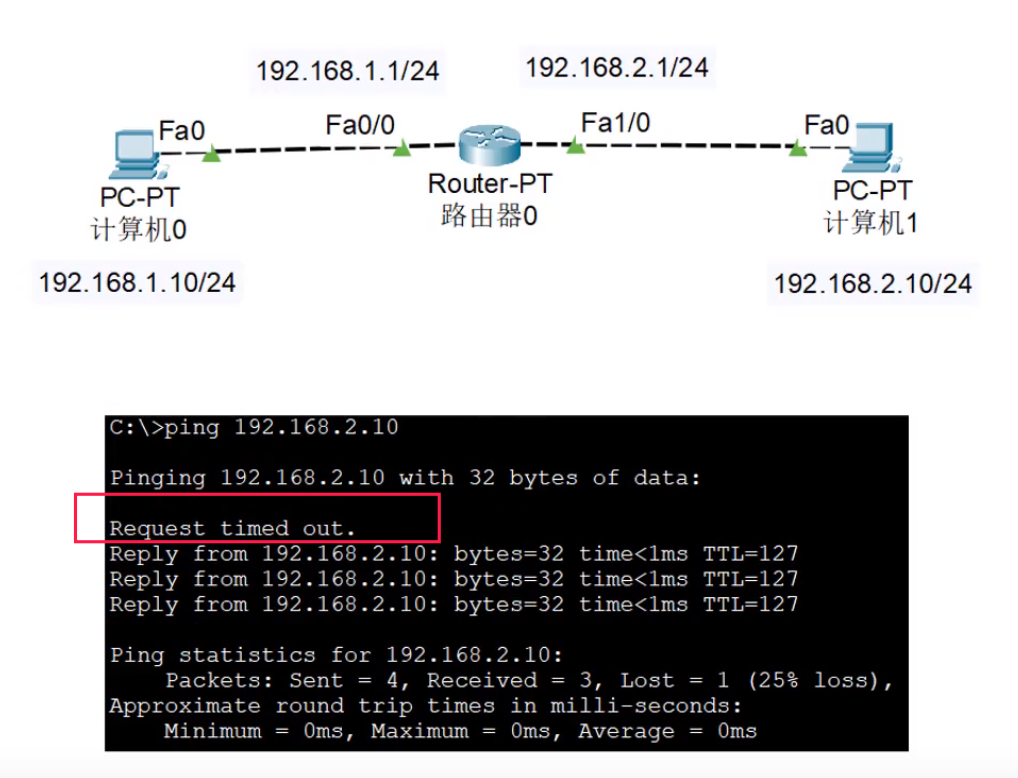 192.168.1.1/24
192.168.2.1/24
Fa0
Fa0/0
Fa1/0
Fa0
PC-PT
计算机0
Router-PT
路由器0
PC-PT
计算机1
192.168.1.10/24
192.168.2.10/24
C:\>ping 192.168.2.10
Pinging 192.168.2.10 with 32 bytes of data:
Request timed out.
Reply from 192.168.2.10: bytes=32 time<1ms TTL=127
Reply from 192.168.2.10: bytes=32 time<1ms TTL=127
Reply from 192.168.2.10: bytes=32 time<1ms TTL=127
Ping statistics for 192.168.2.10:
Packets: Sent = 4, Received = 3, Lost = 1 (25% loss),
Approximate round trip times in milli-seconds:
Minimum = 0ms, Maximum = 0ms, Average = 0ms